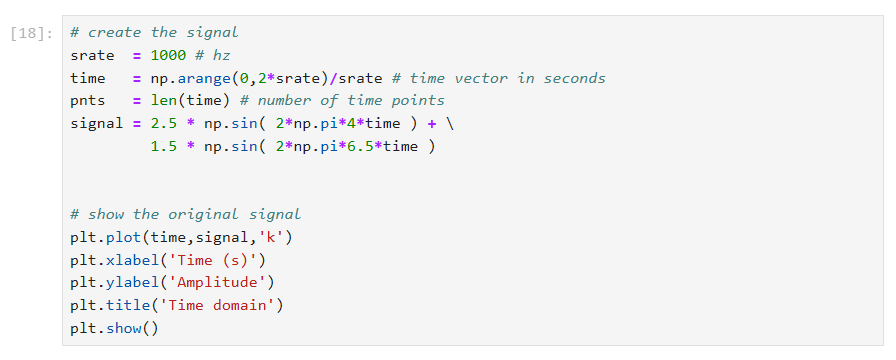 [18]: # create the signal
srate  = 1000 # hz
time   = np.arange(0,2*srate)/srate # time vector in seconds
pnts   = len(time) # number of time points
signal = 2.5 * np.sin( 2*np.pi*4*time ) + \
         1.5 * np.sin( 2*np.pi*6.5*time )
# show the original signal
plt.plot(time,signal,'k')
plt.xlabel('Time (s)')
plt.ylabel('Amplitude')
plt.title('Time domain')
plt.show()